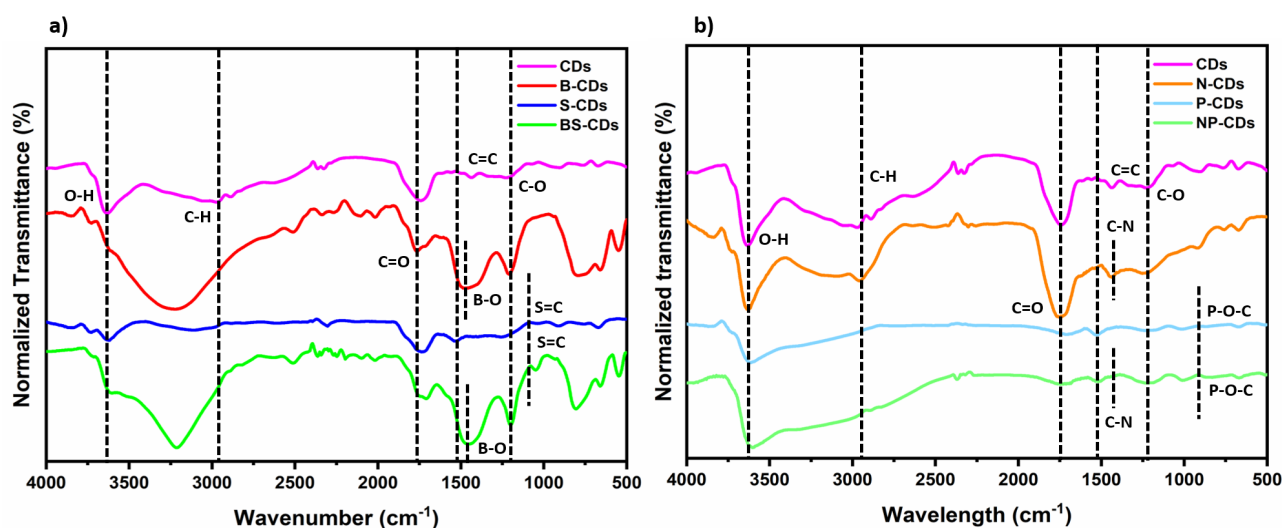 a)
Normalized Transmittance (%)
CDs
B-CDs
S-CDs
BS-CDs
O-H
C-H
C=C
C-O
C=O
B-O
S=C
S=C
B-O
4000 3500 3000 2500 2000 1500 1000 500
Wavenumber (cm⁻¹)
b)
Normalized transmittance (%)
CDs
N-CDs
P-CDs
NP-CDs
C-H
C=C
C-O
O-H
C-N
C=O
P-O-C
P-O-C
C-N
4000 3500 3000 2500 2000 1500 1000 500
Wavelength (cm⁻¹)